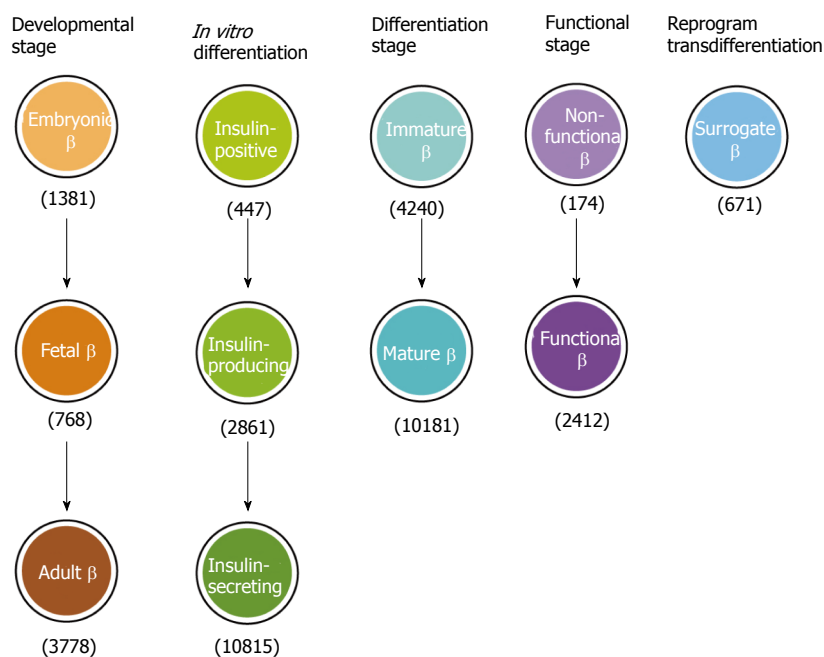 Developmental
stage
In vitro
differentiation
Differentiation
stage
Functional stage
Reprogram
transdifferentiation
Embryonic
β
Insulin-
positive
Immature
β
Non-
functiona
β
Surrogate
β
(1381)
(447)
(4240)
(174)
(671)
Fetal β
Insulin-
producing
Mature β
Functiona
β
(768)
(2861)
(10181)
(2412)
Adult β
Insulin-
secreting
(3778)
(10815)